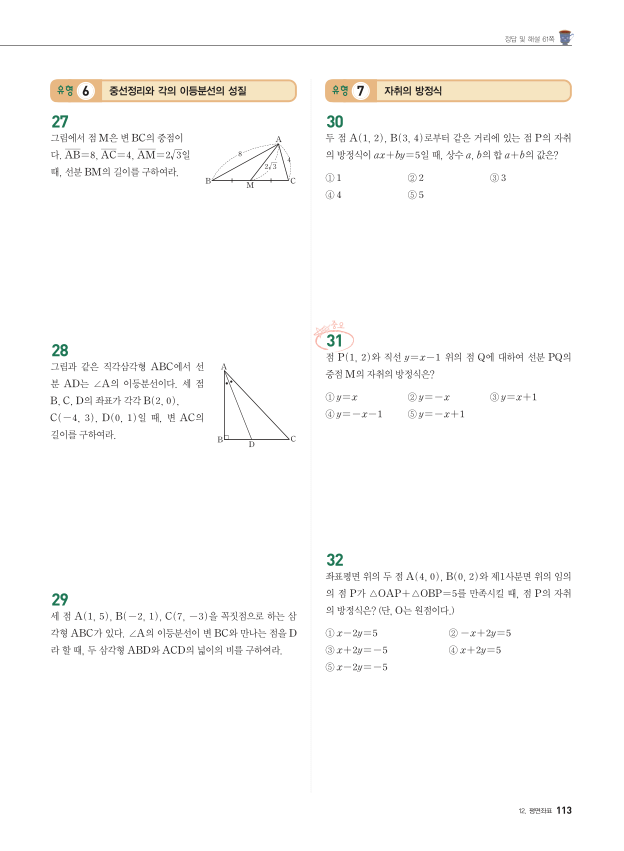 정답 및 해설 61쪽
유형 6 중선정리와 각의 이등분선의 성질
27
그림에서 점 M은 변 BC의 중점이
다. AB=8, AC=4, AM=2√3일
때, 선분 BM의 길이를 구하여라.
A
8
4
2√3
B
M
C
28
그림과 같은 직각삼각형 ABC에서 선
분 AD는 ∠A의 이등분선이다. 세 점
B, C, D의 좌표가 각각 B(2, 0),
C(-4, 3), D(0, 1)일 때, 변 AC의
길이를 구하여라.
A
B
D
C
29
세 점 A(1, 5), B(-2, 1), C(7, -3)을 꼭짓점으로 하는 삼
각형 ABC가 있다. ∠A의 이등분선이 변 BC와 만나는 점을 D
라 할 때, 두 삼각형 ABD와 ACD의 넓이의 비를 구하여라.
유형 7 자취의 방정식
30
두 점 A(1, 2), B(3, 4)로부터 같은 거리에 있는 점 P의 자취
의 방정식이 ax+by=5일 때, 상수 a, b의 합 a+b의 값은?
① 1 ② 2 ③ 3
④ 4 ⑤ 5
31
점 P(1, 2)와 직선 y=x-1 위의 점 Q에 대하여 선분 PQ의
중점 M의 자취의 방정식은?
① y=x ② y=-x ③ y=x+1
④ y=-x-1 ⑤ y=-x+1
32
좌표평면 위의 두 점 A(4, 0), B(0, 2)와 제1사분면 위의 임의
의 점 P가 △OAP+△OBP=5를 만족시킬 때, 점 P의 자취
의 방정식은? (단, O는 원점이다.)
① x-2y=5 ② -x+2y=5
③ x+2y=-5 ④ x+2y=5
⑤ x-2y=-5
12. 평면좌표 113